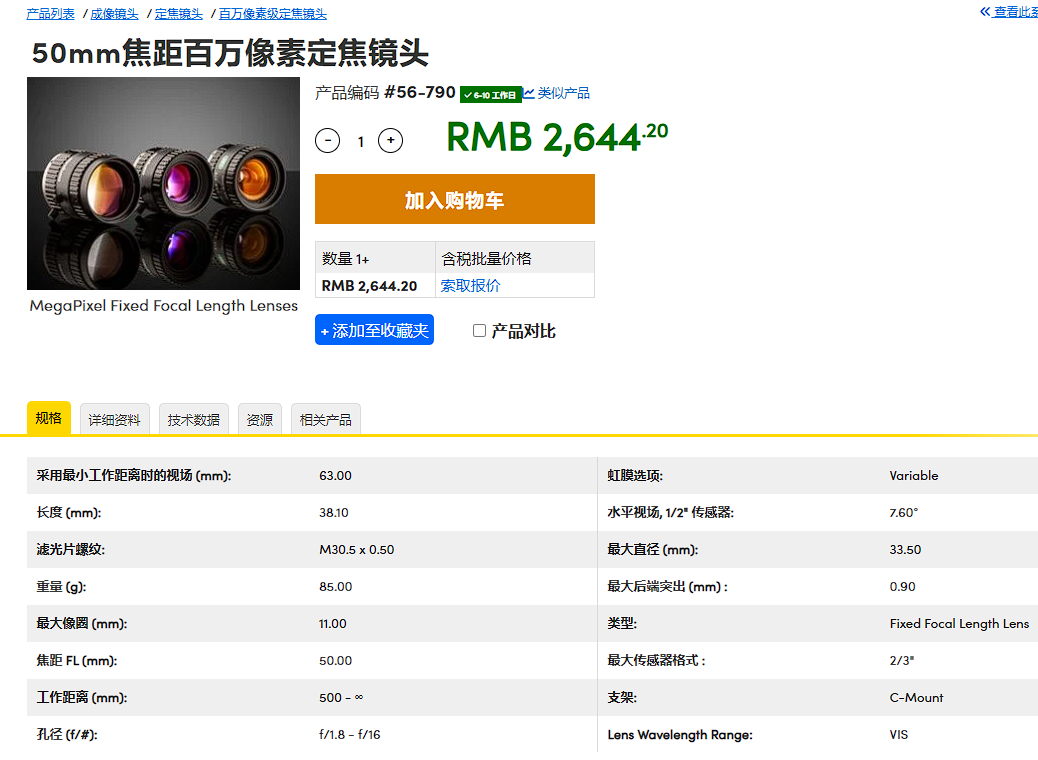 产品列表 / 成像镜头 / 定焦镜头 / 百万像素级定焦镜头
« 查看此系
50mm焦距百万像素定焦镜头
产品编码 #56-790 ✓ 6-10 工作日 类似产品
- 1 + RMB 2,644.20
加入购物车
数量 1+ 含税批量价格
RMB 2,644.20 索取报价
MegaPixel Fixed Focal Length Lenses
+ 添加至收藏夹 产品对比
规格 详细资料 技术数据 资源 相关产品
采用最小工作距离时的视场 (mm): 63.00 虹膜选项: Variable
长度 (mm): 38.10 水平视场, 1/2" 传感器: 7.60°
滤光片螺纹: M30.5 x 0.50 最大直径 (mm): 33.50
重量 (g): 85.00 最大后端突出 (mm) : 0.90
最大像圈 (mm): 11.00 类型: Fixed Focal Length Lens
焦距 FL (mm): 50.00 最大传感器格式 : 2/3"
工作距离 (mm): 500 - ∞ 支架: C-Mount
孔径 (f/#): f/1.8 - f/16 Lens Wavelength Range: VIS